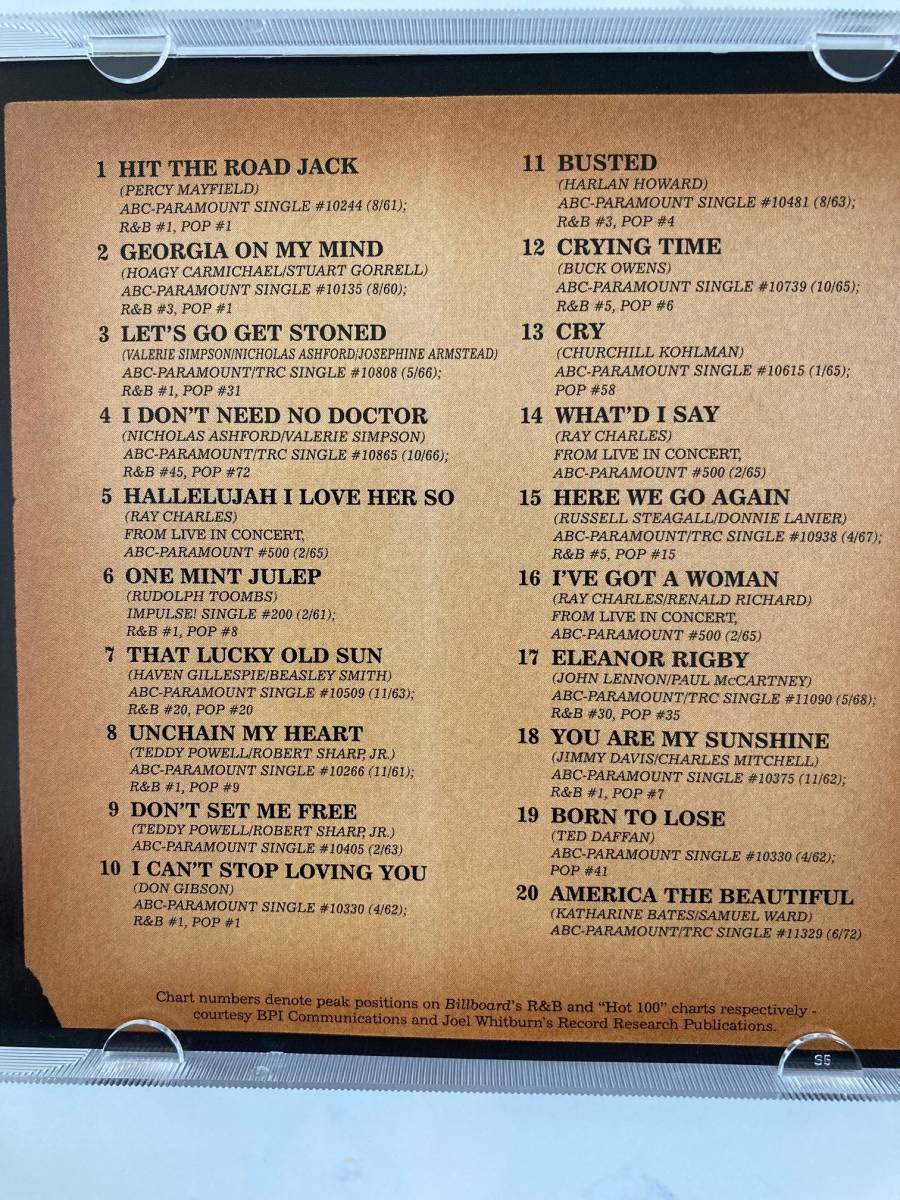 1 HIT THE ROAD JACK
(PERCY MAYFIELD)
ABC-PARAMOUNT SINGLE #10244 (8/61);
R&B #1, POP #1
2 GEORGIA ON MY MIND
(HOAGY CARMICHAEL/STUART GORRELL)
ABC-PARAMOUNT SINGLE #10135 (8/60);
R&B #3, POP #1
3 LET'S GO GET STONED
(VALERIE SIMPSON/NICHOLAS ASHFORD/JOSEPHINE ARMSTEAD)
ABC-PARAMOUNT/TRC SINGLE #10808 (5/66);
R&B #1, POP #31
4 I DON'T NEED NO DOCTOR
(NICHOLAS ASHFORD/VALERIE SIMPSON)
ABC-PARAMOUNT/TRC SINGLE #10865 (10/66);
R&B #45, POP #72
5 HALLELUJAH I LOVE HER SO
(RAY CHARLES)
FROM LIVE IN CONCERT,
ABC-PARAMOUNT #500 (2/65)
6 ONE MINT JULEP
(RUDOLPH TOOMBS)
IMPULSE! SINGLE #200 (2/61);
R&B #1, POP #8
7 THAT LUCKY OLD SUN
(HAVEN GILLESPIE/BEASLEY SMITH)
ABC-PARAMOUNT SINGLE #10509 (11/63);
R&B #20, POP #20
8 UNCHAIN MY HEART
(TEDDY POWELL/ROBERT SHARP, JR.)
ABC-PARAMOUNT SINGLE #10266 (11/61);
R&B #1, POP #9
9 DON'T SET ME FREE
(TEDDY POWELL/ROBERT SHARP, JR.)
ABC-PARAMOUNT SINGLE #10405 (2/63)
10 I CAN'T STOP LOVING YOU
(DON GIBSON)
ABC-PARAMOUNT SINGLE #10330 (4/62);
R&B #1, POP #1
11 BUSTED
(HARLAN HOWARD)
ABC-PARAMOUNT SINGLE #10481 (8/63);
R&B #3, POP #4
12 CRYING TIME
(BUCK OWENS)
ABC-PARAMOUNT SINGLE #10739 (10/65);
R&B #5, POP #6
13 CRY
(CHURCHILL KOHLMAN)
ABC-PARAMOUNT SINGLE #10615 (1/65);
POP #58
14 WHAT'D I SAY
(RAY CHARLES)
FROM LIVE IN CONCERT,
ABC-PARAMOUNT #500 (2/65)
15 HERE WE GO AGAIN
(RUSSELL STEAGALL/DONNIE LANIER)
ABC-PARAMOUNT/TRC SINGLE #10938 (4/67);
R&B #5, POP #15
16 I'VE GOT A WOMAN
(RAY CHARLES/RENALD RICHARD)
FROM LIVE IN CONCERT,
ABC-PARAMOUNT #500 (2/65)
17 ELEANOR RIGBY
(JOHN LENNON/PAUL McCARTNEY)
ABC-PARAMOUNT/TRC SINGLE #11090 (5/68);
R&B #30, POP #35
18 YOU ARE MY SUNSHINE
(JIMMY DAVIS/CHARLES MITCHELL)
ABC-PARAMOUNT SINGLE #10375 (11/62);
R&B #1, POP #7
19 BORN TO LOSE
(TED DAFFAN)
ABC-PARAMOUNT SINGLE #10330 (4/62);
POP #41
20 AMERICA THE BEAUTIFUL
(KATHARINE BATES/SAMUEL WARD)
ABC-PARAMOUNT/TRC SINGLE #11329 (6/72)
Chart numbers denote peak positions on Billboard's R&B and "Hot 100" charts respectively -
courtesy BPI Communications and Joel Whitburn's Record Research Publications.